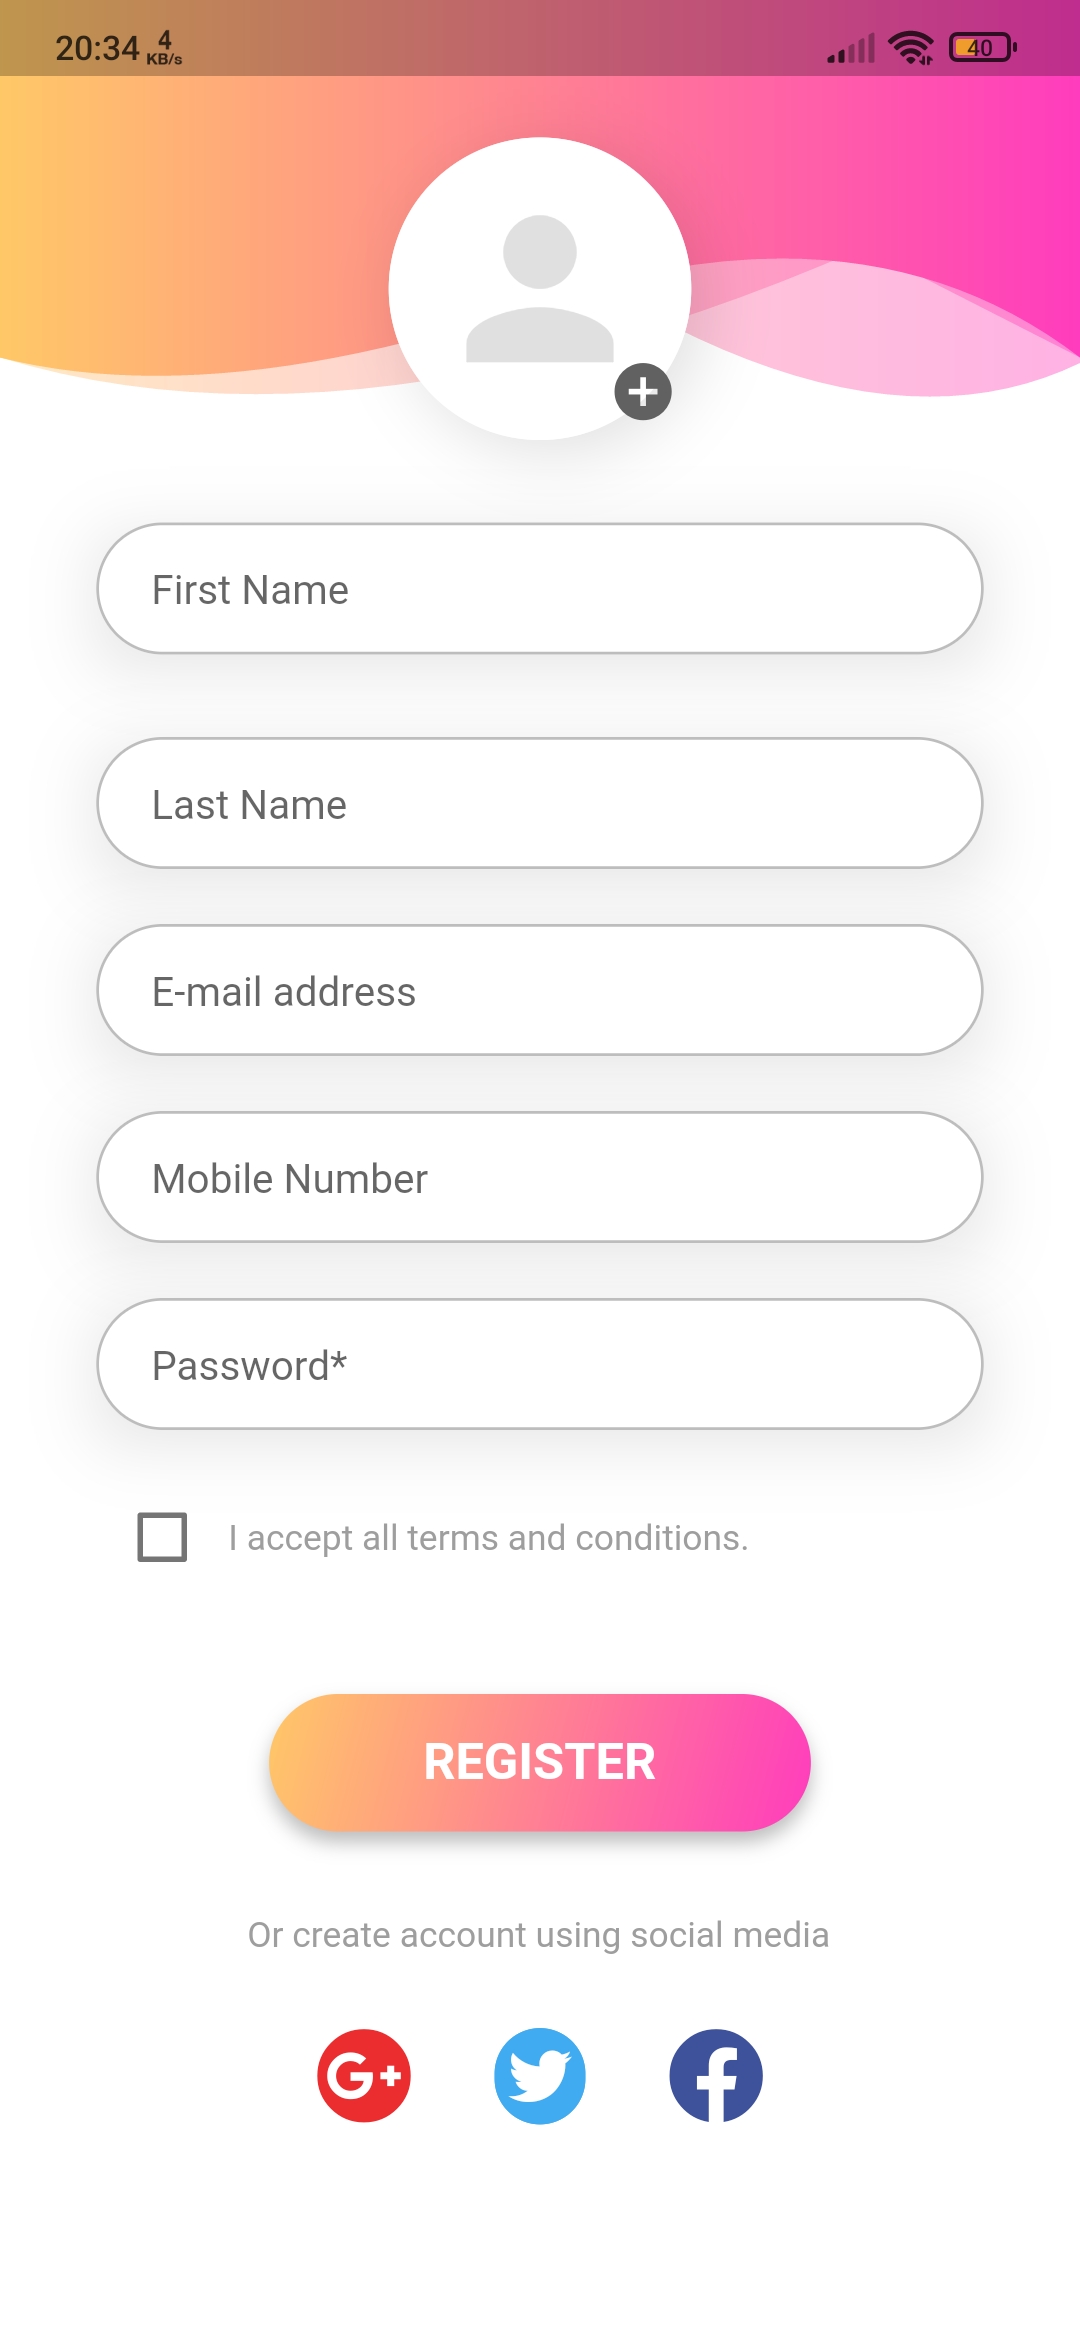 20:34 4 KB/s 40
First Name
Last Name
E-mail address
Mobile Number
Password*
I accept all terms and conditions.
REGISTER
Or create account using social media
G+